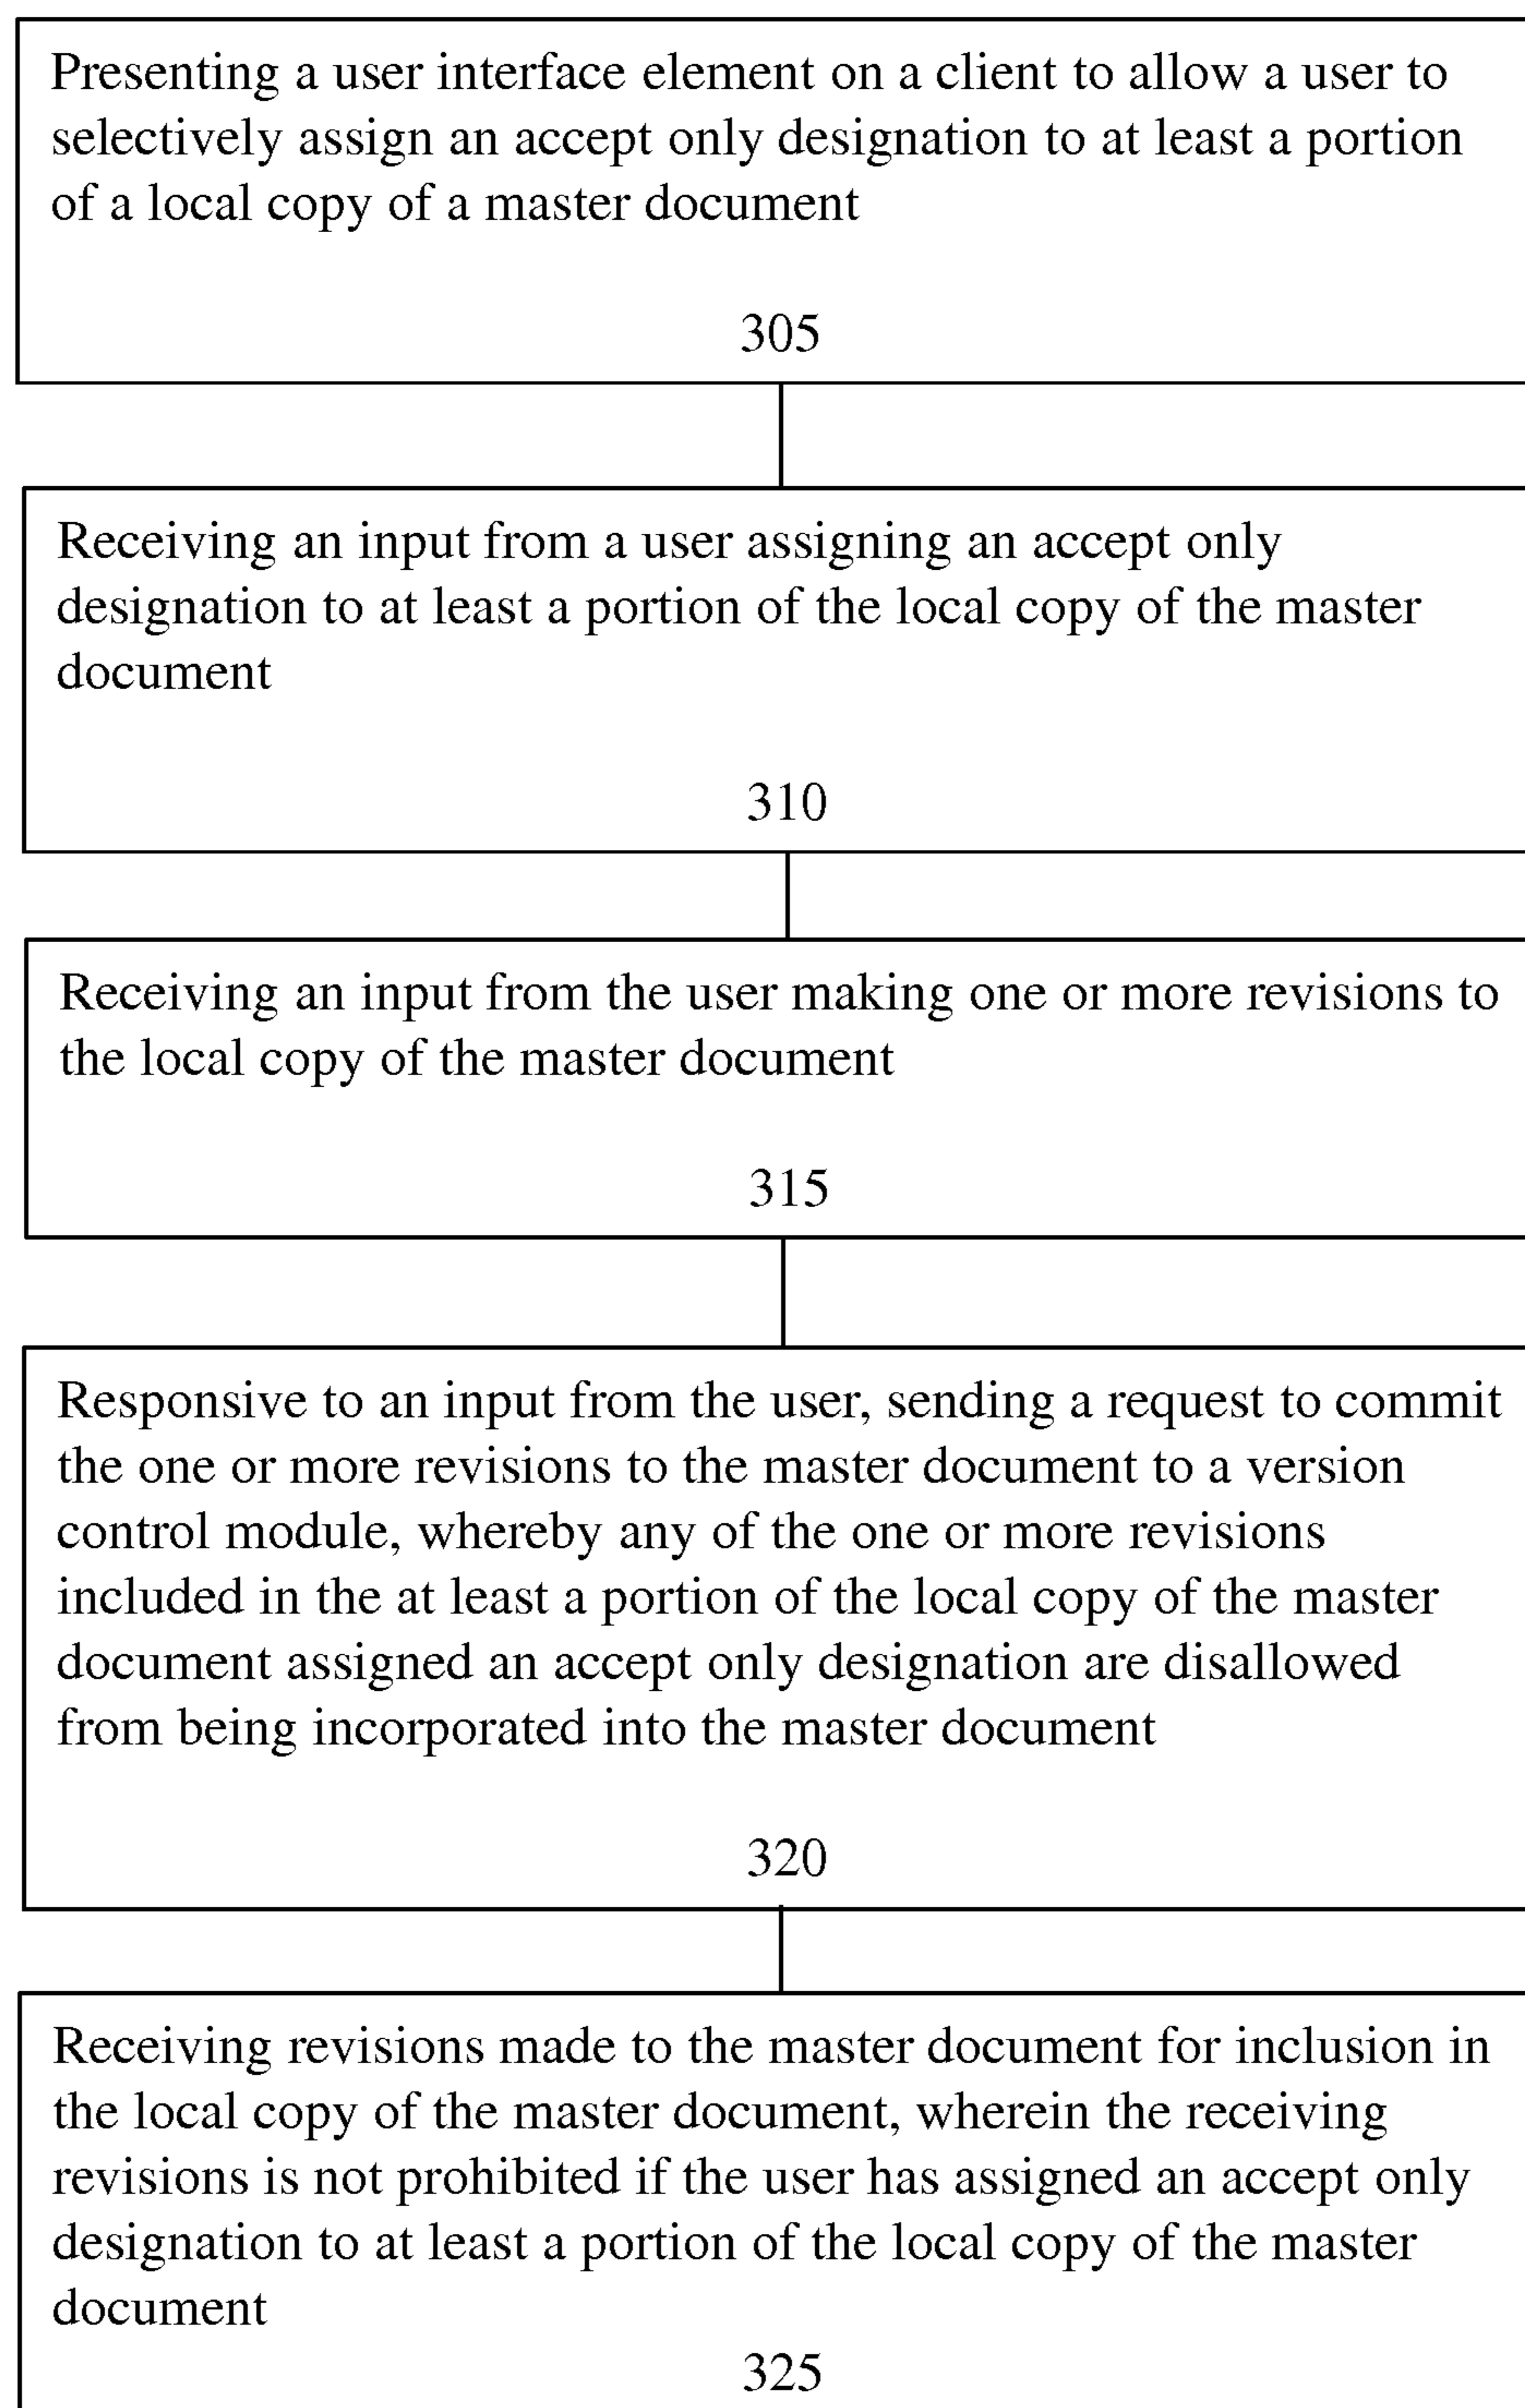 Presenting a user interface element on a client to allow a user to
selectively assign an accept only designation to at least a portion
of a local copy of a master document
305
Receiving an input from a user assigning an accept only
designation to at least a portion of the local copy of the master
document
310
Receiving an input from the user making one or more revisions to
the local copy of the master document
315
Responsive to an input from the user, sending a request to commit
the one or more revisions to the master document to a version
control module, whereby any of the one or more revisions
included in the at least a portion of the local copy of the master
document assigned an accept only designation are disallowed
from being incorporated into the master document
320
Receiving revisions made to the master document for inclusion in
the local copy of the master document, wherein the receiving
revisions is not prohibited if the user has assigned an accept only
designation to at least a portion of the local copy of the master
document
325